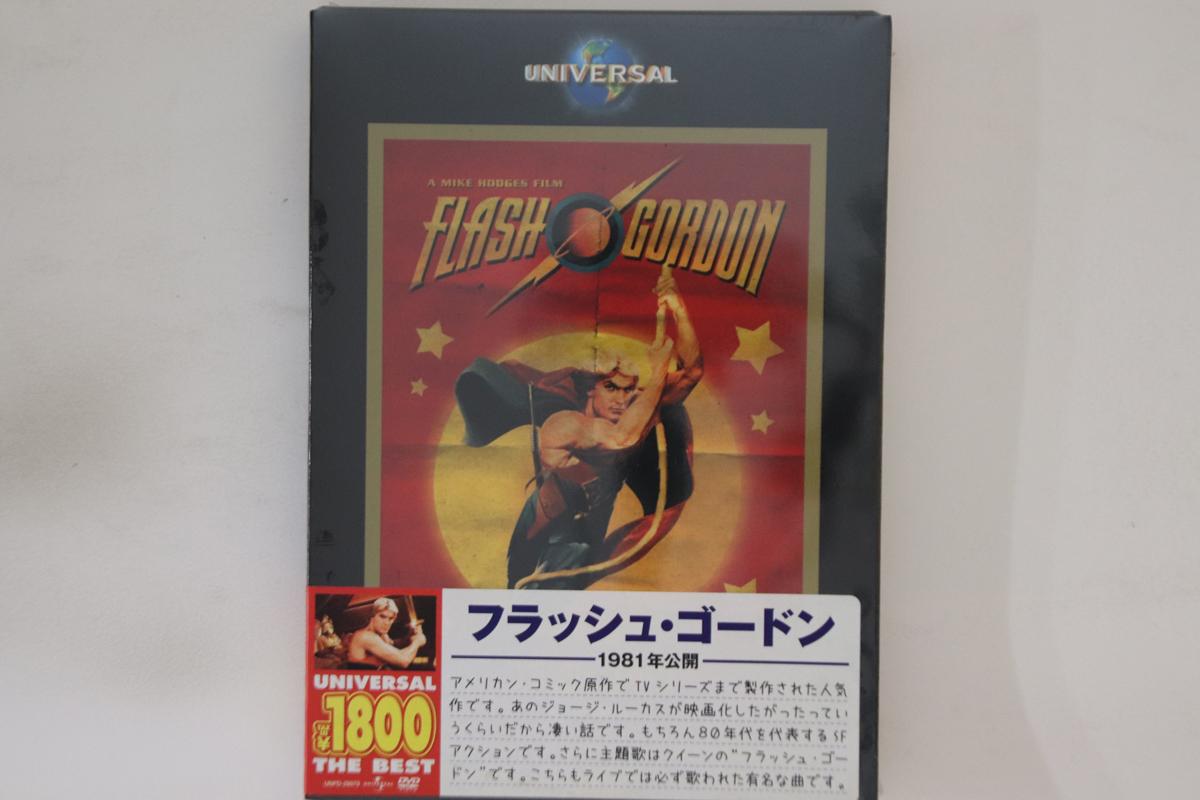 UNIVERSAL
A MIKE HODGES FILM
FLASH GORDON
フラッシュ・ゴードン
1981年公開
アメリカン・コミック原作でTVシリーズまで製作された人気
作です。あのジョージ・ルーカスが映画化したがったってい
うくらいだから凄い話です。もちろん80年代を代表するSF
アクションです。さらに主題歌はクイーンの"フラッシュ・ゴー
ドン"です。こちらもライブでは必ず歌われた有名な曲です。
UNIVERSAL
1800
THE BEST
DVD